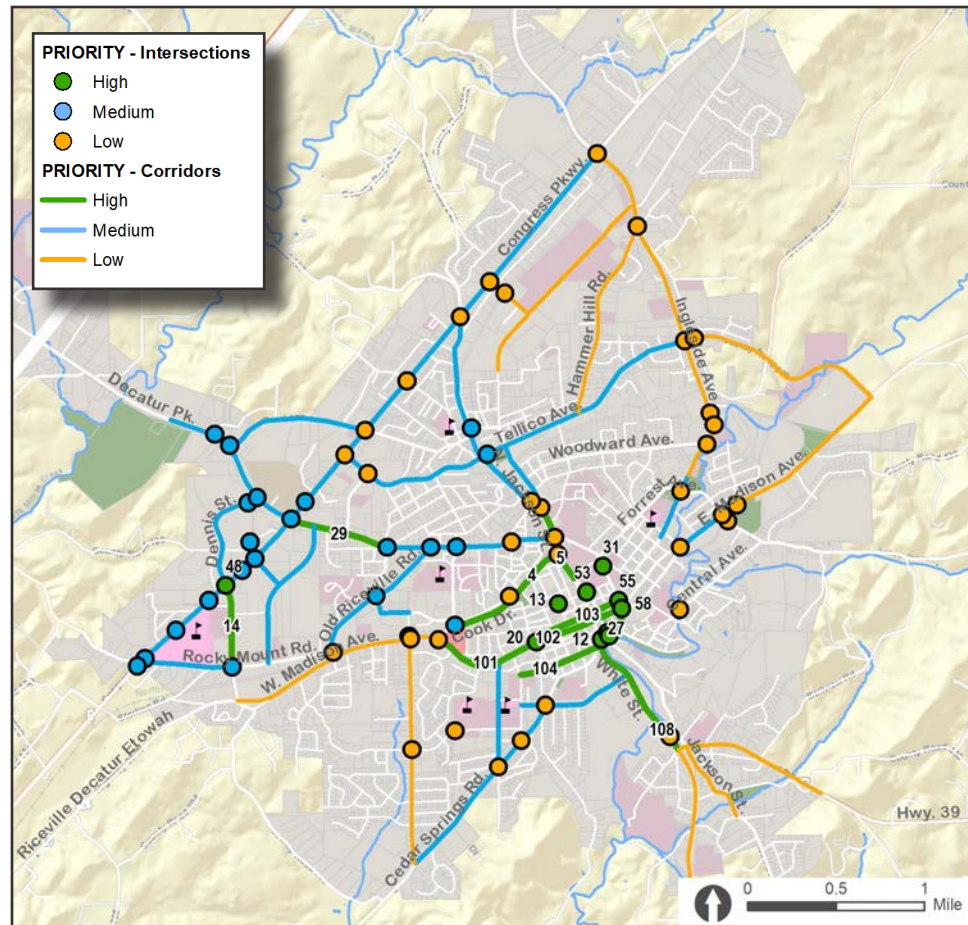 PRIORITY - Intersections
High
Medium
Low
PRIORITY - Corridors
High
Medium
Low
Congress Pkwy.
Hammer Hill Rd.
Ingleside Ave.
Decatur Pk.
Tellico Ave.
Woodward Ave.
N. Jackson St.
Forrest Ave.
E. Madison Ave.
Dennis St.
29
5
31
Central Ave.
48
Old Riceville Rd.
4
53
55
13
103
58
14
Cook Dr.
20
102
12
27
Rocky Mount Rd.
W. Madison Ave.
101
104
White St.
108
Jackson St.
Riceville Decatur Etowah
Cedar Springs Rd.
Hwy. 39
0 0.5 1
Mile